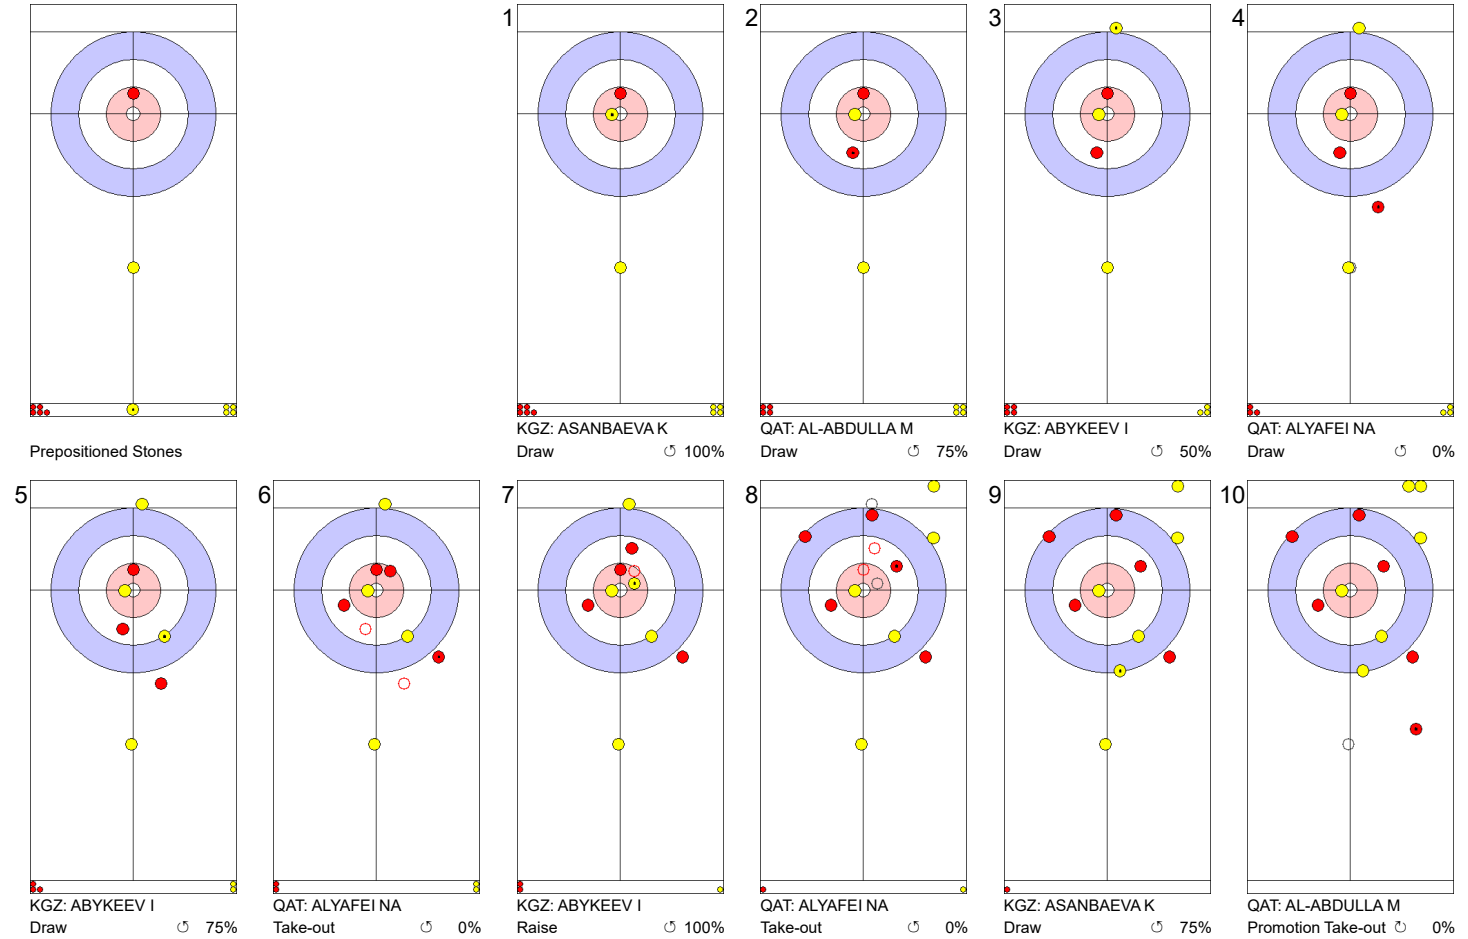 1
2
3
4
KGZ: ASANBAEVA K
QAT: AL-ABDULLA M
KGZ: ABYKEEV I
QAT: ALYAFEI NA
Prepositioned Stones
Draw ↺ 100%
Draw ↺ 75%
Draw ↺ 50%
Draw ↺ 0%
5
6
7
8
9
10
KGZ: ABYKEEV I
QAT: ALYAFEI NA
KGZ: ABYKEEV I
QAT: ALYAFEI NA
KGZ: ASANBAEVA K
QAT: AL-ABDULLA M
Draw ↺ 75%
Take-out ↺ 0%
Raise ↺ 100%
Take-out ↺ 0%
Draw ↺ 75%
Promotion Take-out ↻ 0%